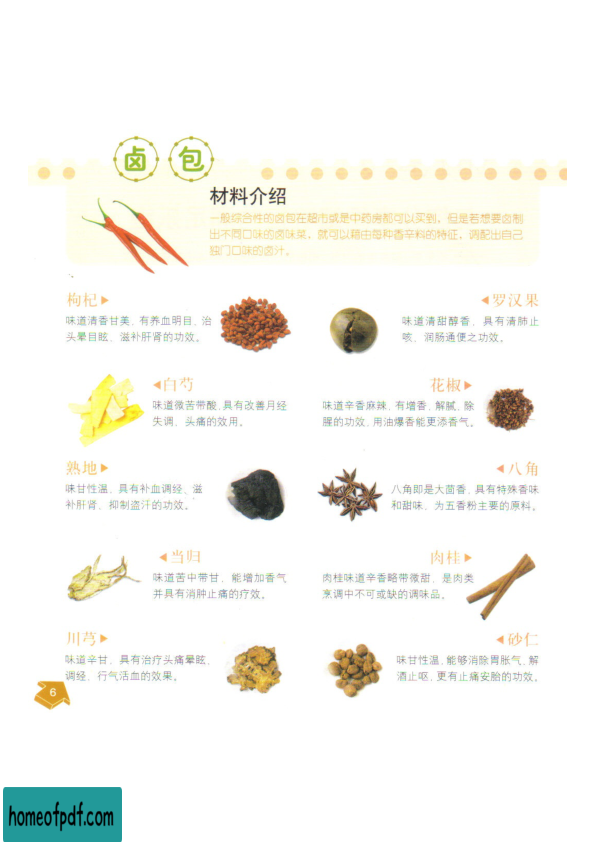 卤包
材料介绍
一般综合性的卤包在超市或是中药房都可以买到，但是若想要卤制
出不同口味的卤味菜，就可以藉由每种香辛料的特征，调配出自己
独门口味的卤汁。
枸杞
味道清香甘美、有养血明目、治
头晕目眩、滋补肝肾的功效。
罗汉果
味道清甜醇香，具有清肺止
咳、润肠通便之功效。
白芍
味道微苦带酸，具有改善月经
失调、头痛的效用。
花椒
味道辛香麻辣，有增香、解腻、除
腥的功效，用油爆香能更添香气。
熟地
味甘性温，具有补血调经、滋
补肝肾、抑制盗汗的功效。
八角
八角即是大茴香，具有特殊香味
和甜味，为五香粉主要的原料。
当归
味道苦中带甘，能增加香气
并具有消肿止痛的疗效。
肉桂
肉桂味道辛香略带微甜，是肉类
烹调中不可或缺的调味品。
川芎
味道辛甘，具有治疗头痛晕眩、
调经、行气活血的效果。
砂仁
味甘性温，能够消除胃胀气、解
酒止呕，更有止痛安胎的功效。
6
homeofpdf.com